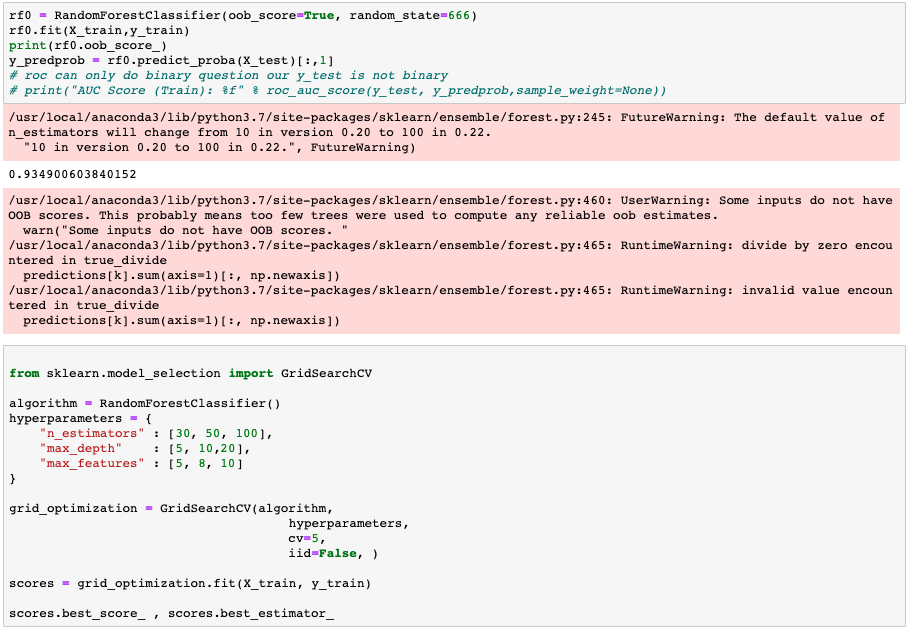 rf0 = RandomForestClassifier(oob_score=True, random_state=666)
rf0.fit(X_train,y_train)
print(rf0.oob_score_)
y_predprob = rf0.predict_proba(X_test)[:,1]
# roc can only do binary question our y_test is not binary
# print("AUC Score (Train): %f" % roc_auc_score(y_test, y_predprob,sample_weight=None))
/usr/local/anaconda3/lib/python3.7/site-packages/sklearn/ensemble/forest.py:245: FutureWarning: The default value of
n_estimators will change from 10 in version 0.20 to 100 in 0.22.
  "10 in version 0.20 to 100 in 0.22.", FutureWarning)
0.934900603840152
/usr/local/anaconda3/lib/python3.7/site-packages/sklearn/ensemble/forest.py:460: UserWarning: Some inputs do not have
OOB scores. This probably means too few trees were used to compute any reliable oob estimates.
  warn("Some inputs do not have OOB scores. "
/usr/local/anaconda3/lib/python3.7/site-packages/sklearn/ensemble/forest.py:465: RuntimeWarning: divide by zero encou
ntered in true_divide
  predictions[k].sum(axis=1)[:, np.newaxis])
/usr/local/anaconda3/lib/python3.7/site-packages/sklearn/ensemble/forest.py:465: RuntimeWarning: invalid value encoun
tered in true_divide
  predictions[k].sum(axis=1)[:, np.newaxis])
from sklearn.model_selection import GridSearchCV
algorithm = RandomForestClassifier()
hyperparameters = {
    "n_estimators" : [30, 50, 100],
    "max_depth"    : [5, 10,20],
    "max_features" : [5, 8, 10]
}
grid_optimization = GridSearchCV(algorithm,
                                     hyperparameters,
                                     cv=5,
                                     iid=False, )
scores = grid_optimization.fit(X_train, y_train)
scores.best_score_ , scores.best_estimator_